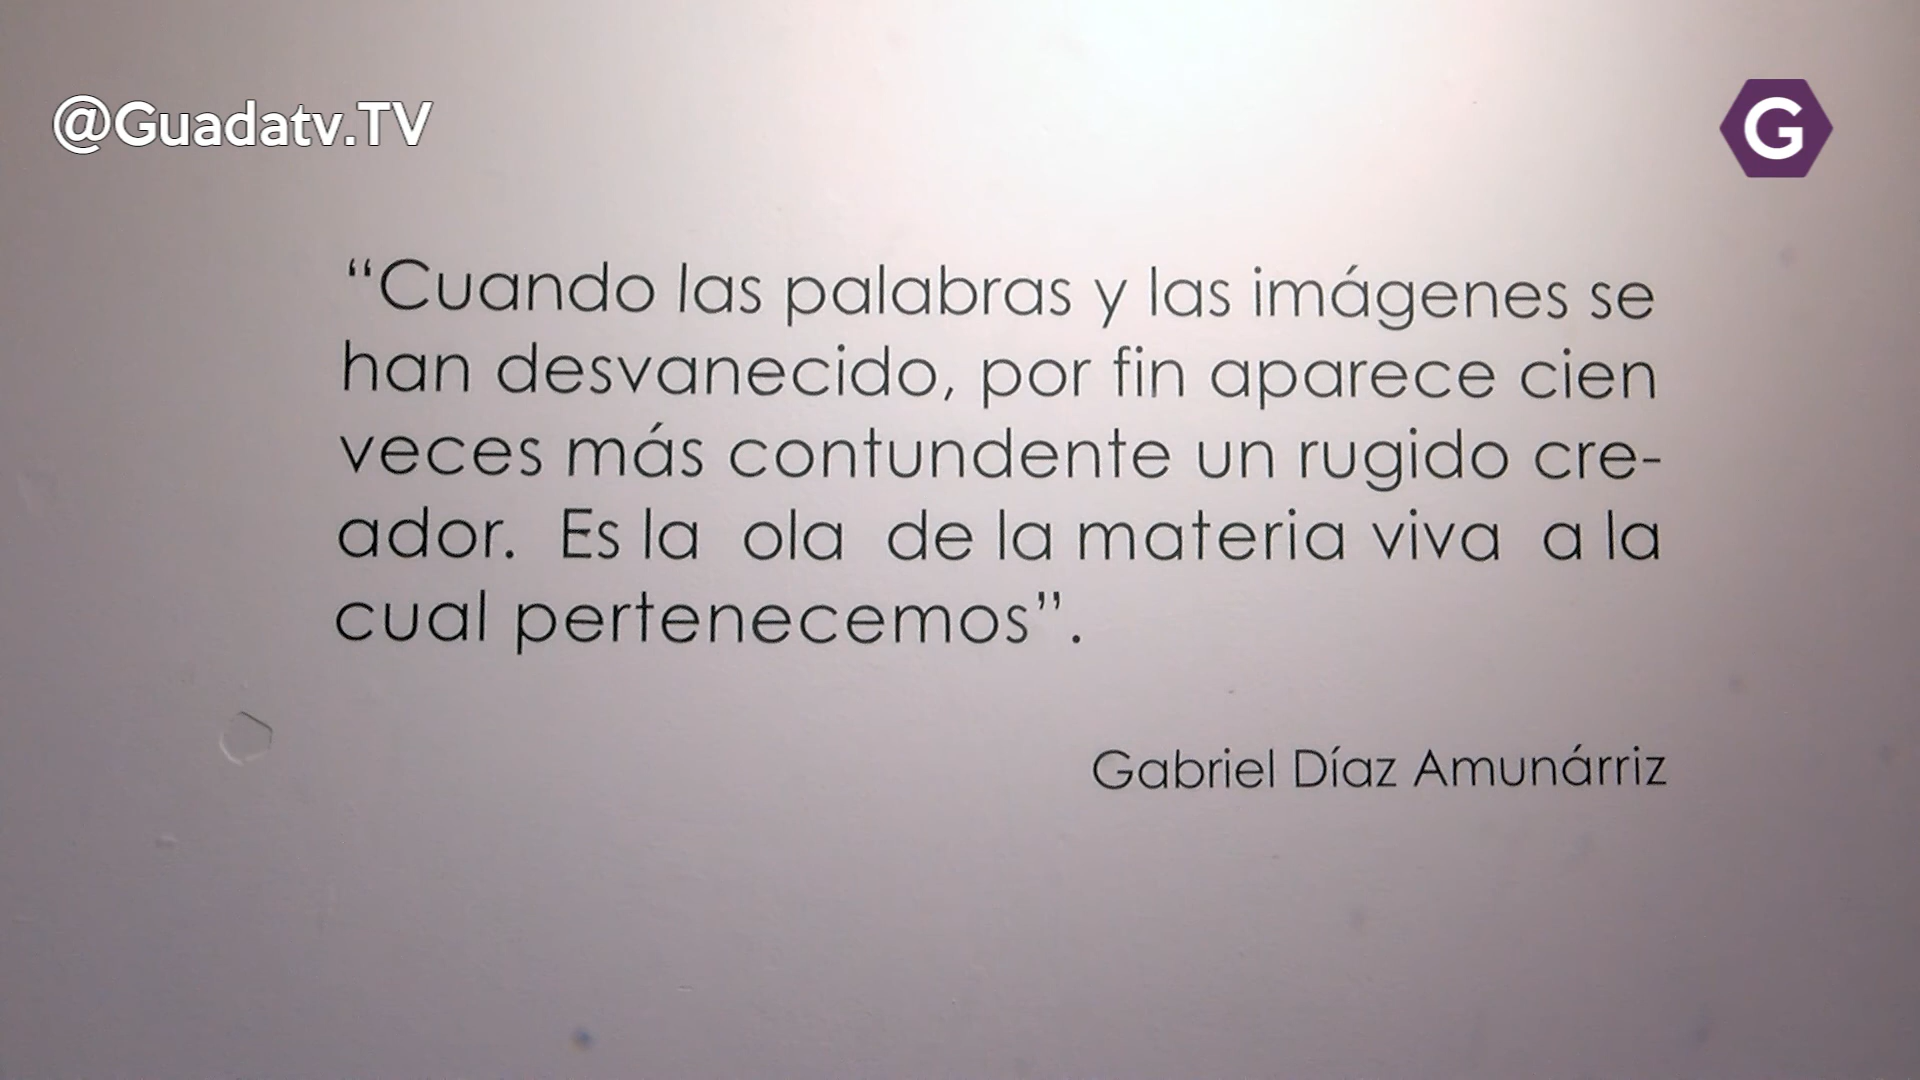 @Guadatv.TV
G
“Cuando las palabras y las imágenes se
han desvanecido, por fin aparece cien
veces más contundente un rugido cre-
ador. Es la ola de la materia viva a la
cual pertenecemos”.
Gabriel Díaz Amunárriz